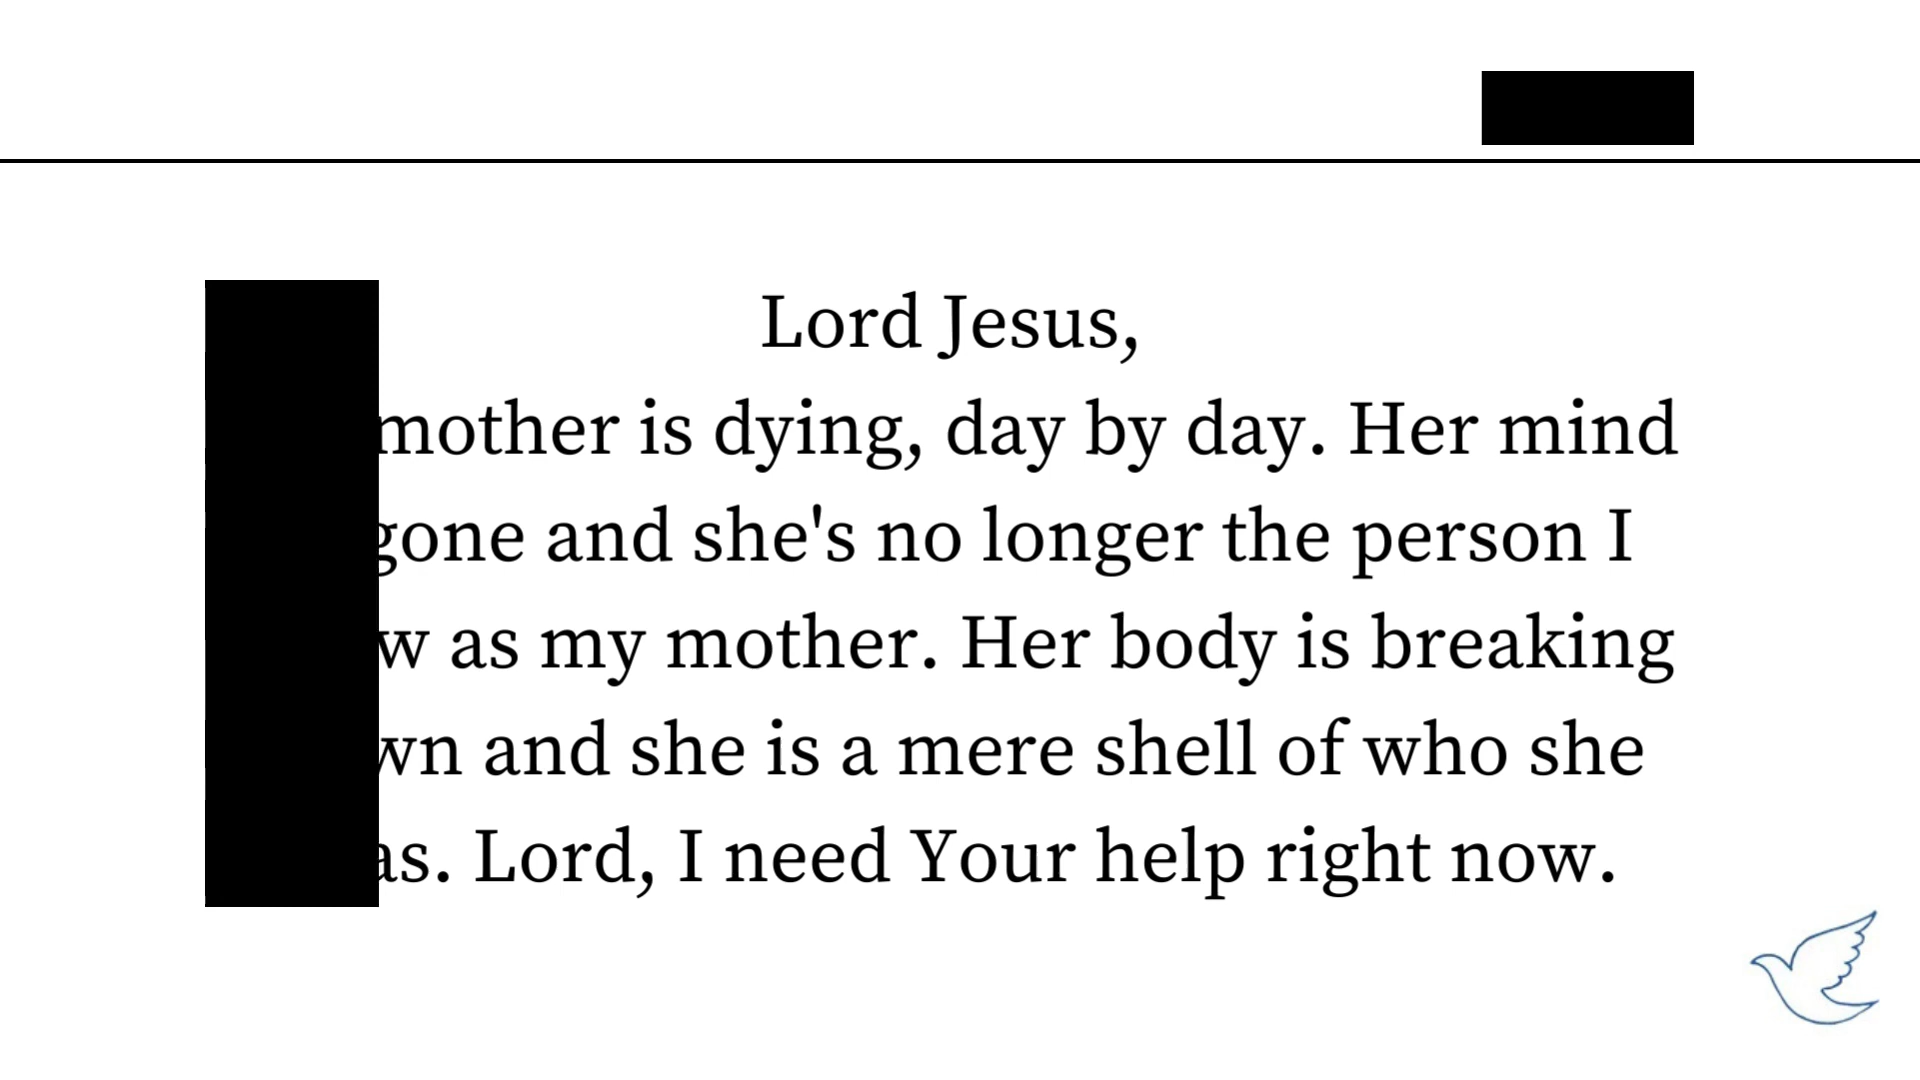 Lord Jesus,
mother is dying, day by day. Her mind
gone and she's no longer the person I
as my mother. Her body is breaking
and she is a mere shell of who she
Lord, I need Your help right now.